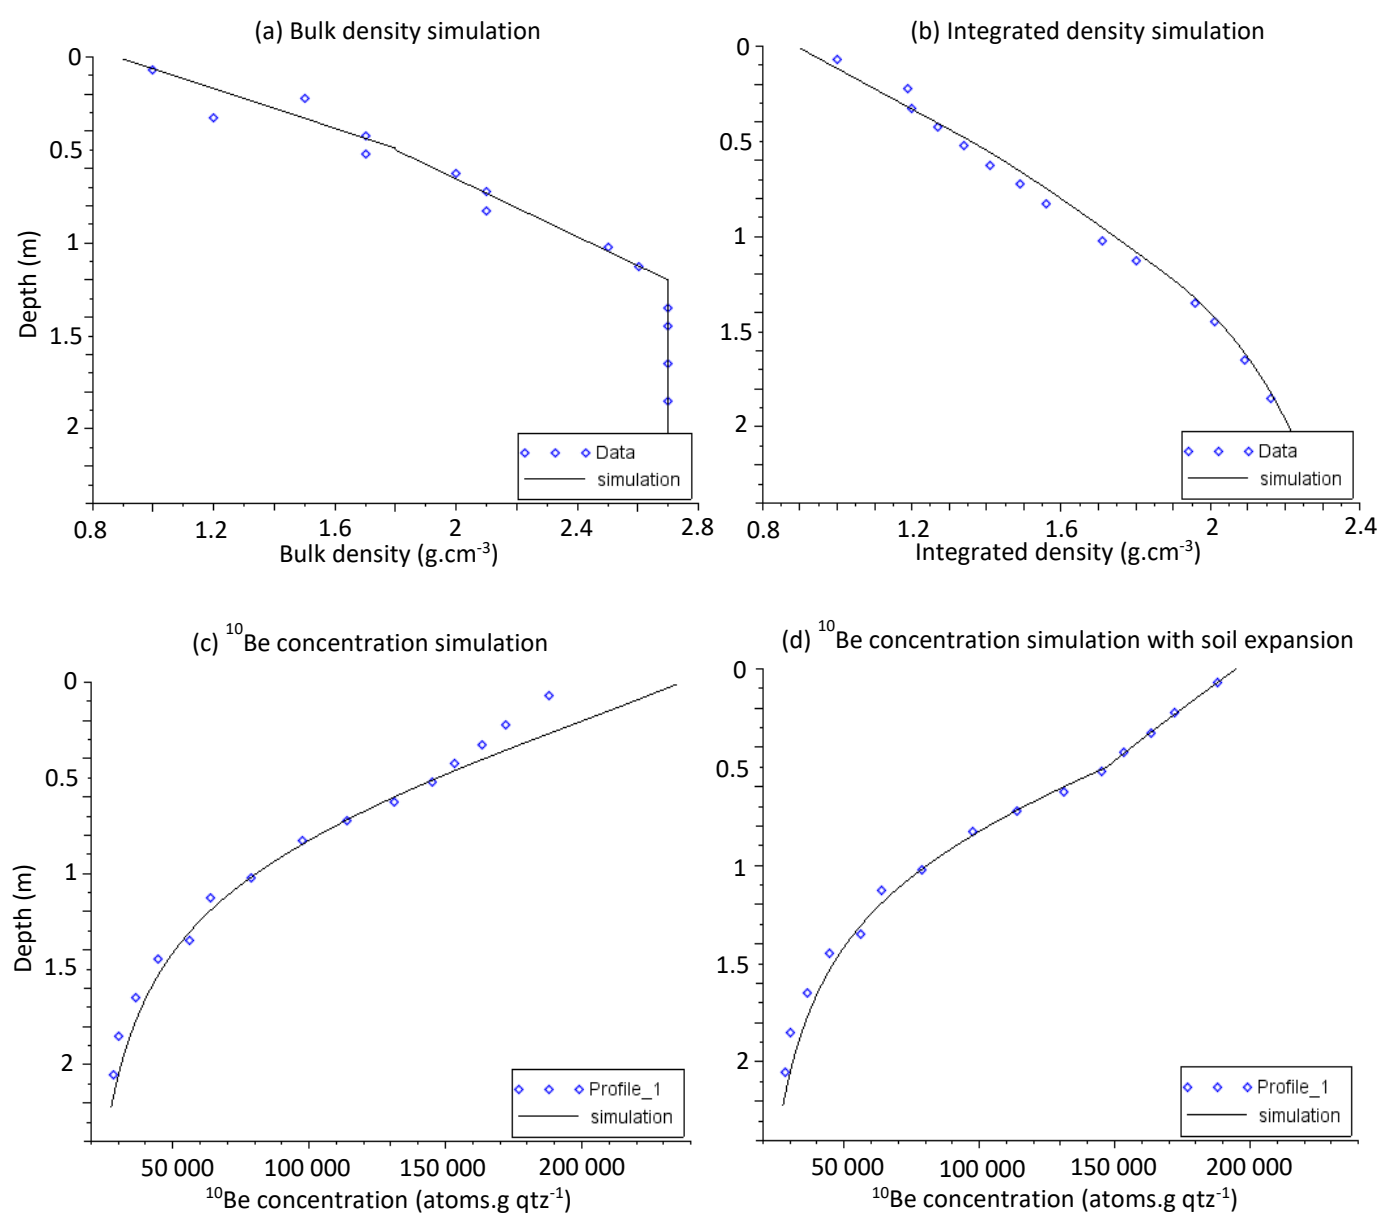 (a) Bulk density simulation
0
0.5
1
1.5
2
Depth (m)
Data
simulation
0.8 1.2 1.6 2 2.4 2.8
Bulk density (g.cm-3)
(b) Integrated density simulation
0
0.5
1
1.5
2
Data
simulation
0.8 1.2 1.6 2 2.4
Integrated density (g.cm-3)
(c) 10Be concentration simulation
0
0.5
1
1.5
2
Depth (m)
Profile_1
simulation
50 000 100 000 150 000 200 000
10Be concentration (atoms.g qtz-1)
(d) 10Be concentration simulation with soil expansion
0
0.5
1
1.5
2
Profile_1
simulation
50 000 100 000 150 000 200 000
10Be concentration (atoms.g qtz-1)